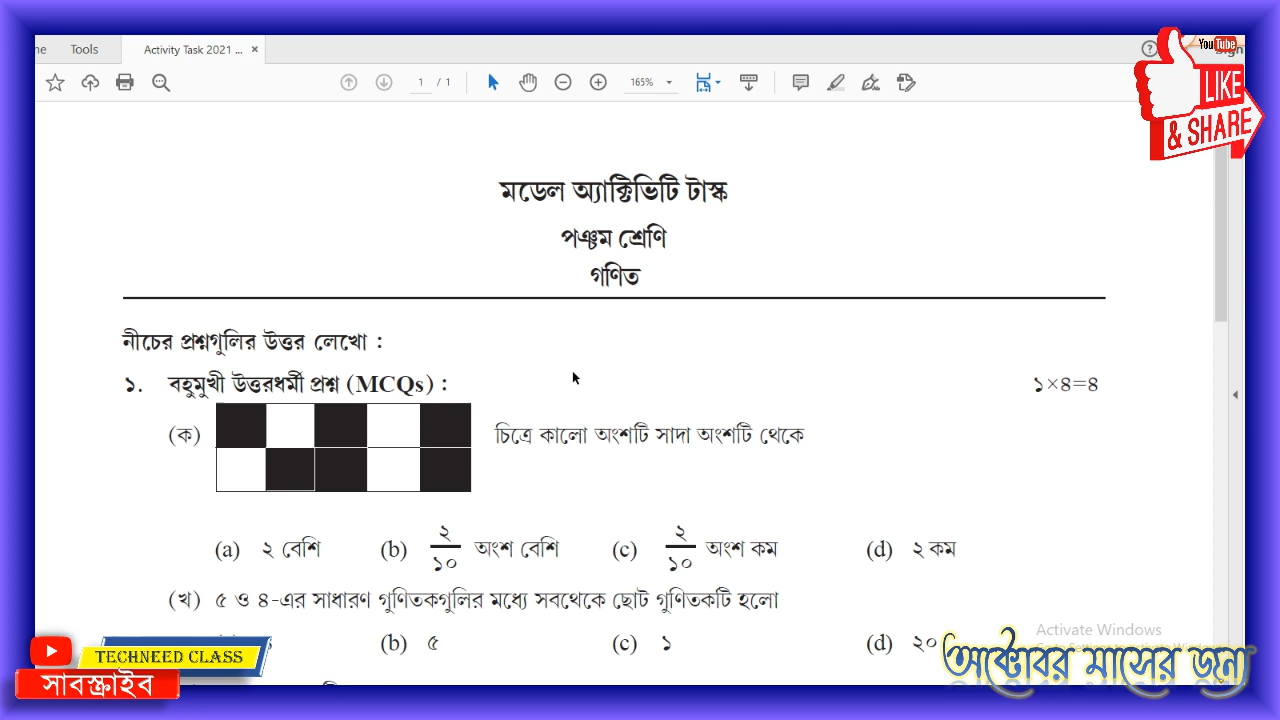 Tools
Activity Task 2021 ... ×
1 / 1
165%
YouTube
LIKE
& SHARE
মডেল অ্যাক্টিভিটি টাস্ক
পঞ্চম শ্রেণি
গণিত
নীচের প্রশ্নগুলির উত্তর লেখো :
১. বহুমুখী উত্তরধর্মী প্রশ্ন (MCQs) : ১×৪=৪
(ক) চিত্রে কালো অংশটি সাদা অংশটি থেকে
(a) ২ বেশি (b) ২/১০ অংশ বেশি (c) ২/১০ অংশ কম (d) ২ কম
(খ) ৫ ও ৪-এর সাধারণ গুণিতকগুলির মধ্যে সবথেকে ছোট গুণিতকটি হলো
(b) ৫ (c) ১ (d) ২০
Activate Windows
TECHNEED CLASS
সাবস্ক্রাইব
অক্টোবর মাসের জন্য